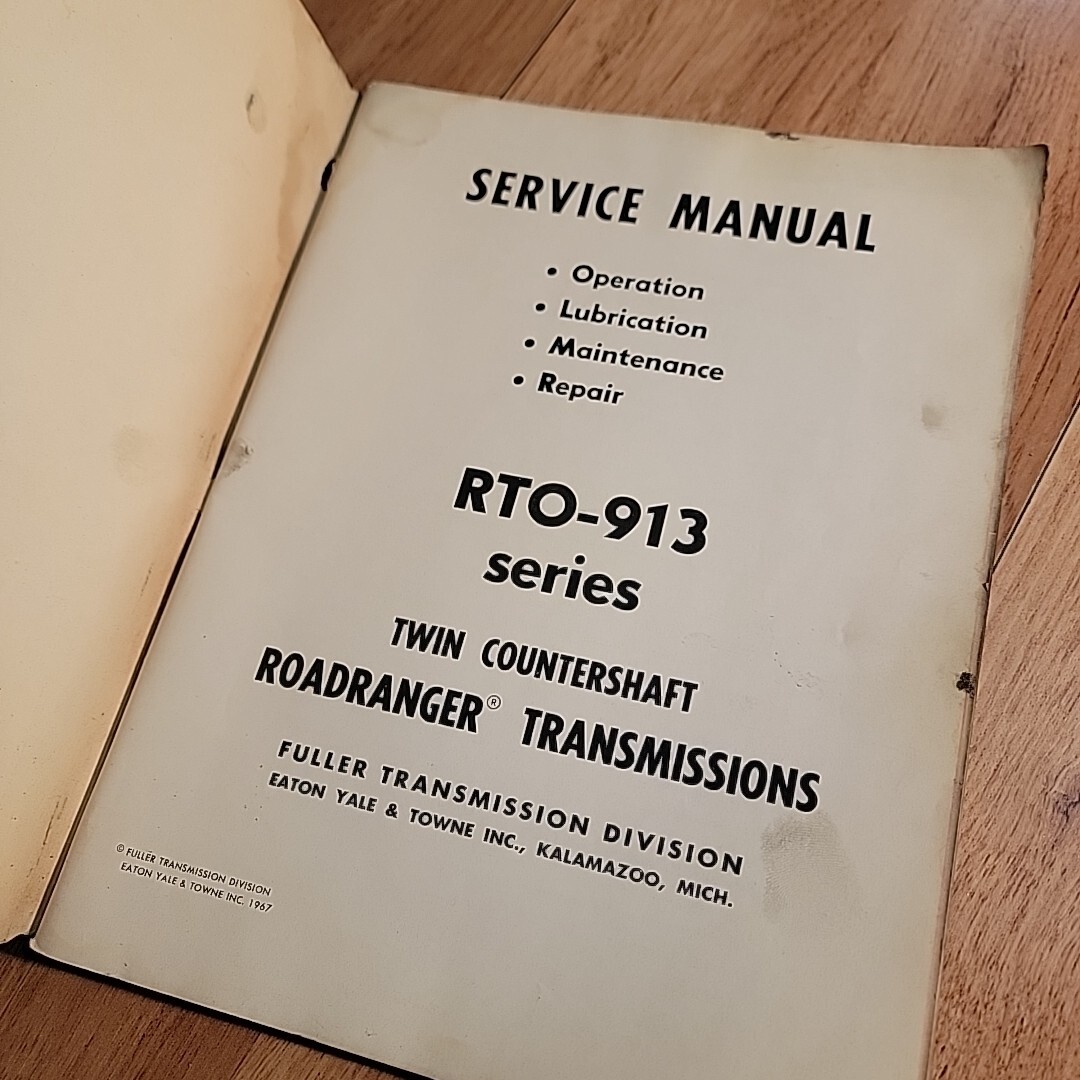 SERVICE MANUAL
• Operation
• Lubrication
• Maintenance
• Repair
RTO-913
series
TWIN COUNTERSHAFT
ROADRANGER® TRANSMISSIONS
FULLER TRANSMISSION DIVISION
EATON YALE & TOWNE INC., KALAMAZOO, MICH.
© FULLER TRANSMISSION DIVISION
EATON YALE & TOWNE INC. 1967